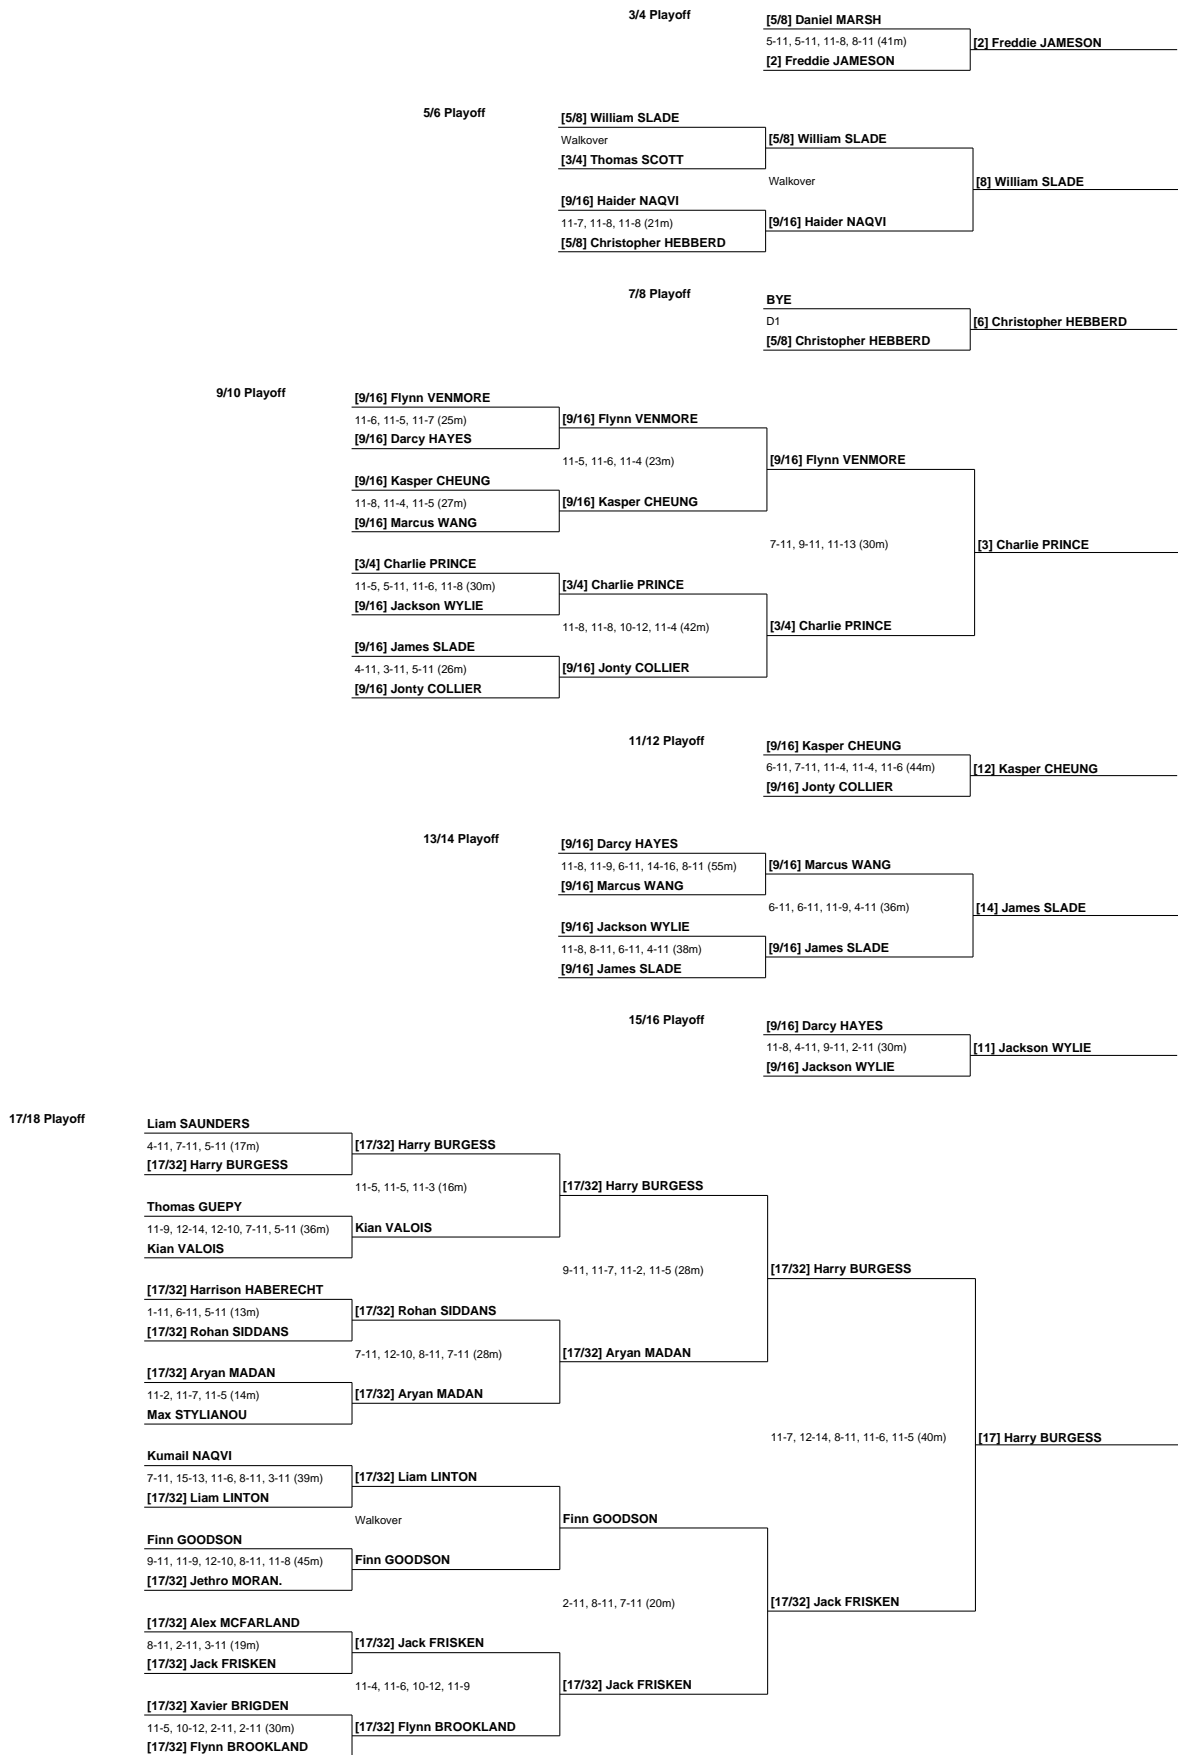 3/4 Playoff
[5/8] Daniel MARSH
5-11, 5-11, 11-8, 8-11 (41m)
[2] Freddie JAMESON
[2] Freddie JAMESON
5/6 Playoff
[5/8] William SLADE
Walkover
[5/8] William SLADE
[3/4] Thomas SCOTT
Walkover
[8] William SLADE
[9/16] Haider NAQVI
11-7, 11-8, 11-8 (21m)
[9/16] Haider NAQVI
[5/8] Christopher HEBBERD
7/8 Playoff
BYE
D1
[6] Christopher HEBBERD
[5/8] Christopher HEBBERD
9/10 Playoff
[9/16] Flynn VENMORE
11-6, 11-5, 11-7 (25m)
[9/16] Flynn VENMORE
[9/16] Darcy HAYES
11-5, 11-6, 11-4 (23m)
[9/16] Flynn VENMORE
[9/16] Kasper CHEUNG
11-8, 11-4, 11-5 (27m)
[9/16] Kasper CHEUNG
[9/16] Marcus WANG
7-11, 9-11, 11-13 (30m)
[3] Charlie PRINCE
[3/4] Charlie PRINCE
11-5, 5-11, 11-6, 11-8 (30m)
[3/4] Charlie PRINCE
[9/16] Jackson WYLIE
11-8, 11-8, 10-12, 11-4 (42m)
[3/4] Charlie PRINCE
[9/16] James SLADE
4-11, 3-11, 5-11 (26m)
[9/16] Jonty COLLIER
[9/16] Jonty COLLIER
11/12 Playoff
[9/16] Kasper CHEUNG
6-11, 7-11, 11-4, 11-4, 11-6 (44m)
[12] Kasper CHEUNG
[9/16] Jonty COLLIER
13/14 Playoff
[9/16] Darcy HAYES
11-8, 11-9, 6-11, 14-16, 8-11 (55m)
[9/16] Marcus WANG
[9/16] Marcus WANG
6-11, 6-11, 11-9, 4-11 (36m)
[14] James SLADE
[9/16] Jackson WYLIE
11-8, 8-11, 6-11, 4-11 (38m)
[9/16] James SLADE
[9/16] James SLADE
15/16 Playoff
[9/16] Darcy HAYES
11-8, 4-11, 9-11, 2-11 (30m)
[11] Jackson WYLIE
[9/16] Jackson WYLIE
17/18 Playoff
Liam SAUNDERS
4-11, 7-11, 5-11 (17m)
[17/32] Harry BURGESS
[17/32] Harry BURGESS
11-5, 11-5, 11-3 (16m)
[17/32] Harry BURGESS
Thomas GUEPY
11-9, 12-14, 12-10, 7-11, 5-11 (36m)
Kian VALOIS
Kian VALOIS
9-11, 11-7, 11-2, 11-5 (28m)
[17/32] Harry BURGESS
[17/32] Harrison HABERECHT
1-11, 6-11, 5-11 (13m)
[17/32] Rohan SIDDANS
[17/32] Rohan SIDDANS
7-11, 12-10, 8-11, 7-11 (28m)
[17/32] Aryan MADAN
[17/32] Aryan MADAN
11-2, 11-7, 11-5 (14m)
[17/32] Aryan MADAN
Max STYLIANOU
11-7, 12-14, 8-11, 11-6, 11-5 (40m)
[17] Harry BURGESS
Kumail NAQVI
7-11, 15-13, 11-6, 8-11, 3-11 (39m)
[17/32] Liam LINTON
[17/32] Liam LINTON
Walkover
Finn GOODSON
Finn GOODSON
9-11, 11-9, 12-10, 8-11, 11-8 (45m)
Finn GOODSON
[17/32] Jethro MORAN.
2-11, 8-11, 7-11 (20m)
[17/32] Jack FRISKEN
[17/32] Alex MCFARLAND
8-11, 2-11, 3-11 (19m)
[17/32] Jack FRISKEN
[17/32] Jack FRISKEN
11-4, 11-6, 10-12, 11-9
[17/32] Jack FRISKEN
[17/32] Xavier BRIGDEN
11-5, 10-12, 2-11, 2-11 (30m)
[17/32] Flynn BROOKLAND
[17/32] Flynn BROOKLAND